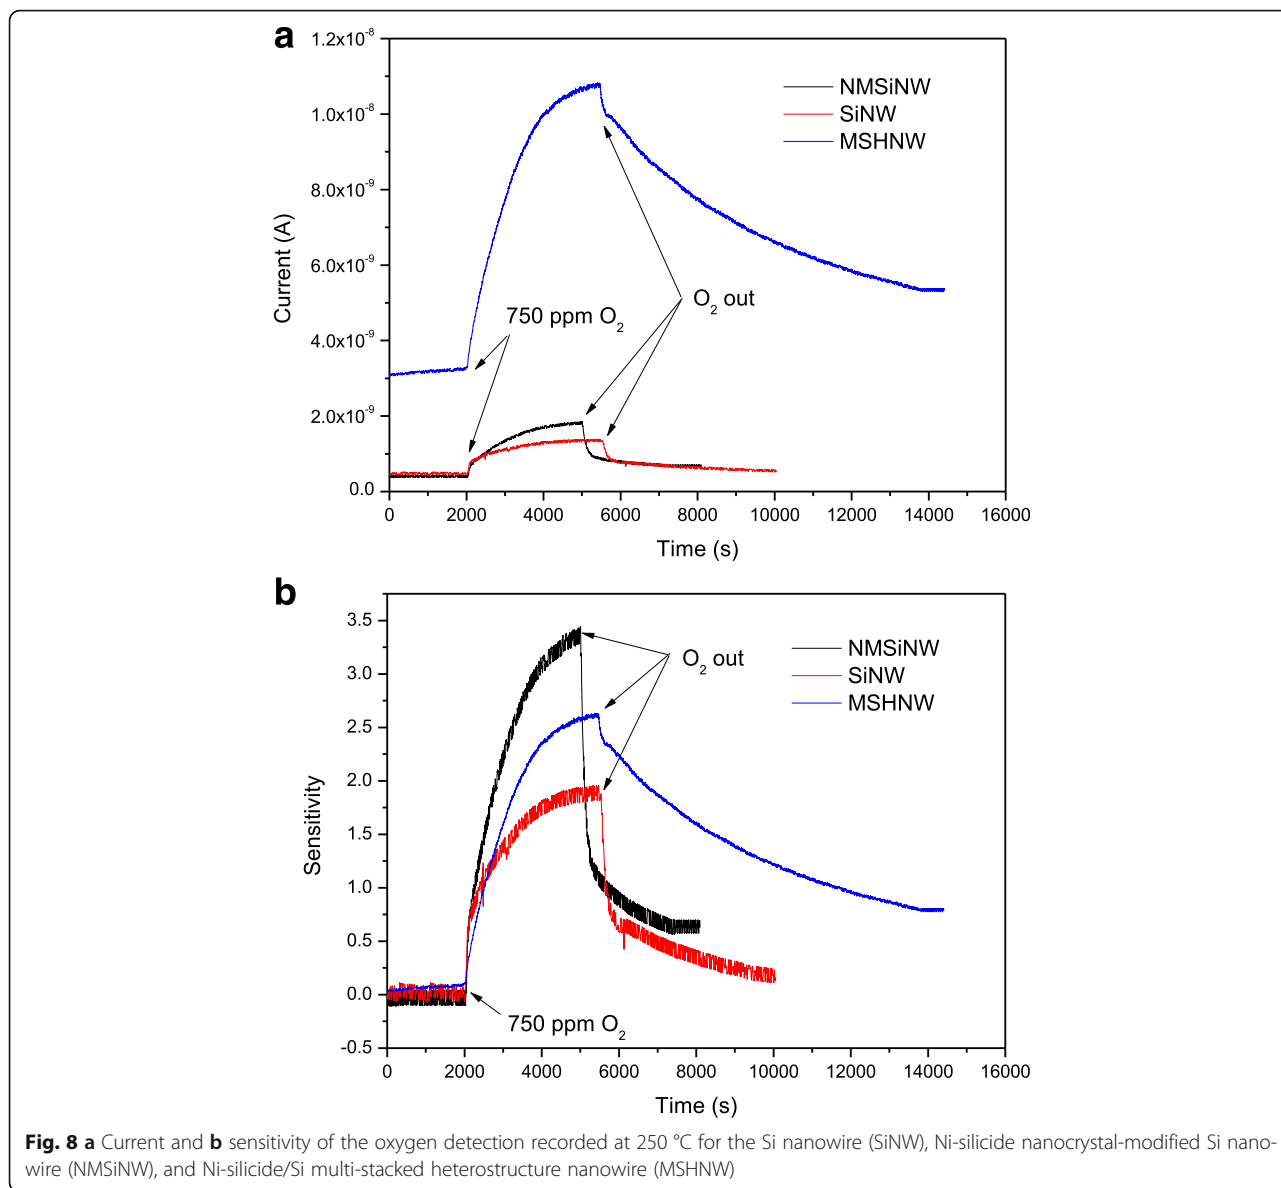 a
1.2x10-8
1.0x10-8
8.0x10-9
6.0x10-9
4.0x10-9
2.0x10-9
0.0
Current (A)
NMSiNW
SiNW
MSHNW
750 ppm O2
O2 out
0 2000 4000 6000 8000 10000 12000 14000 16000
Time (s)
b
3.5
3.0
2.5
2.0
1.5
1.0
0.5
0.0
-0.5
Sensitivity
NMSiNW
SiNW
MSHNW
O2 out
750 ppm O2
0 2000 4000 6000 8000 10000 12000 14000 16000
Time (s)
Fig. 8 a Current and b sensitivity of the oxygen detection recorded at 250 °C for the Si nanowire (SiNW), Ni-silicide nanocrystal-modified Si nano-
wire (NMSiNW), and Ni-silicide/Si multi-stacked heterostructure nanowire (MSHNW)